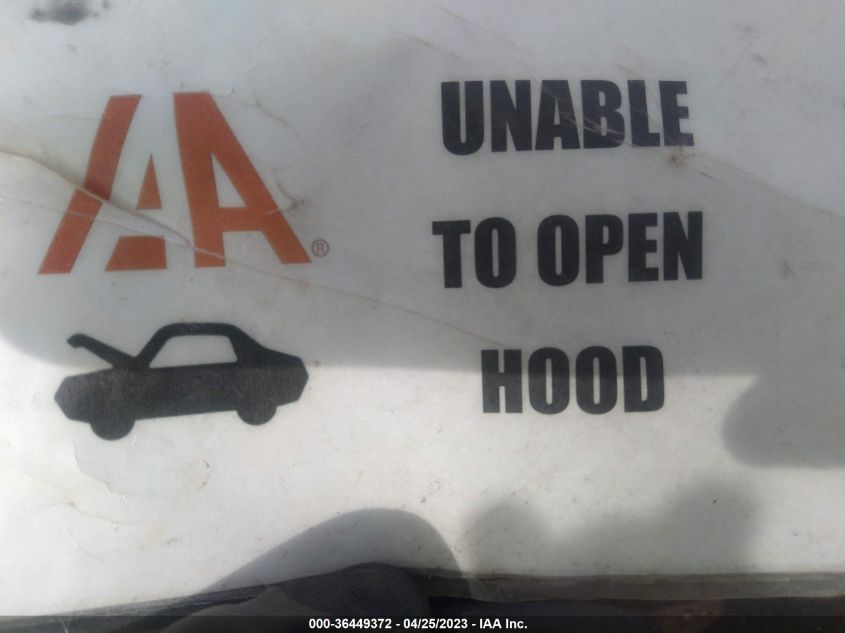 IAA®
UNABLE
TO OPEN
HOOD
000-36449372 - 04/25/2023 - IAA Inc.